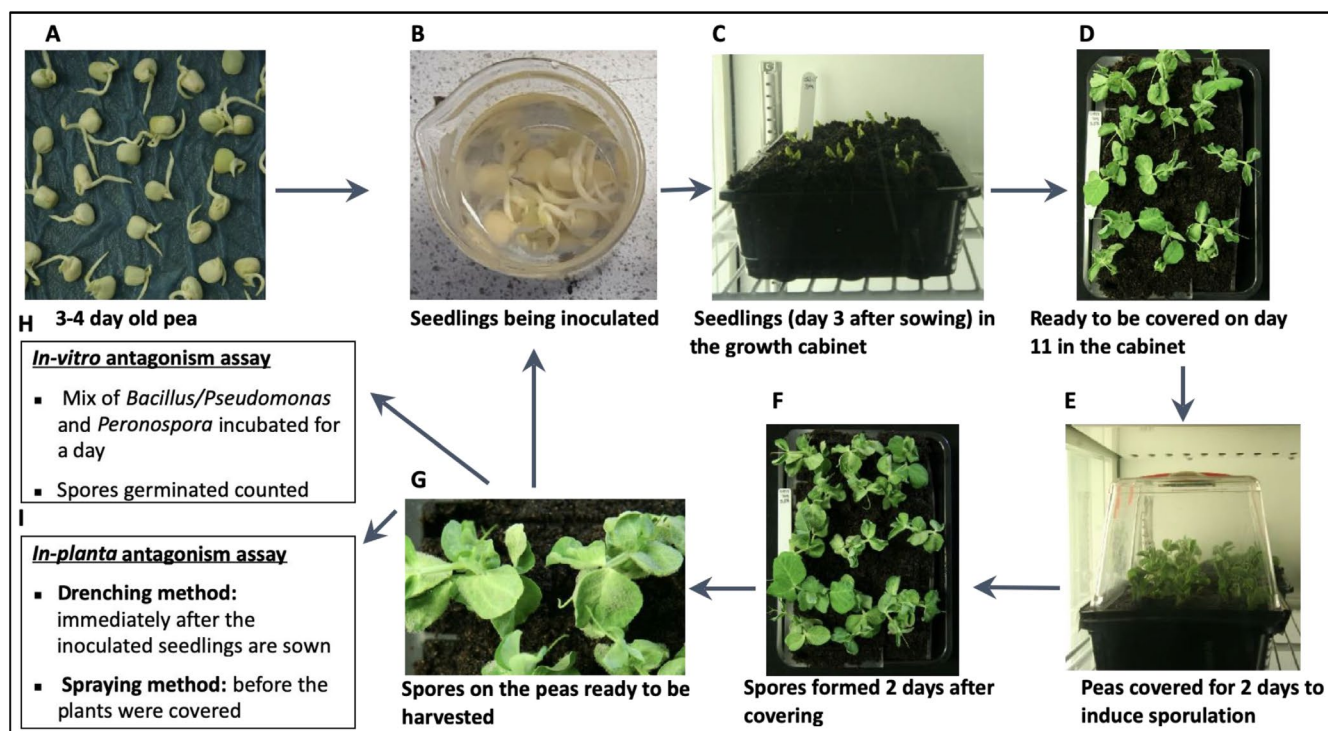 A
B
C
D
3-4 day old pea
Seedlings being inoculated
Seedlings (day 3 after sowing) in
the growth cabinet
Ready to be covered on day
11 in the cabinet
H
In-vitro antagonism assay
▪ Mix of Bacillus/Pseudomonas
and Peronospora incubated for
a day
▪ Spores germinated counted
I
In-planta antagonism assay
▪ Drenching method:
immediately after the
inoculated seedlings are sown
▪ Spraying method: before the
plants were covered
G
Spores on the peas ready to be
harvested
F
Spores formed 2 days after
covering
E
Peas covered for 2 days to
induce sporulation